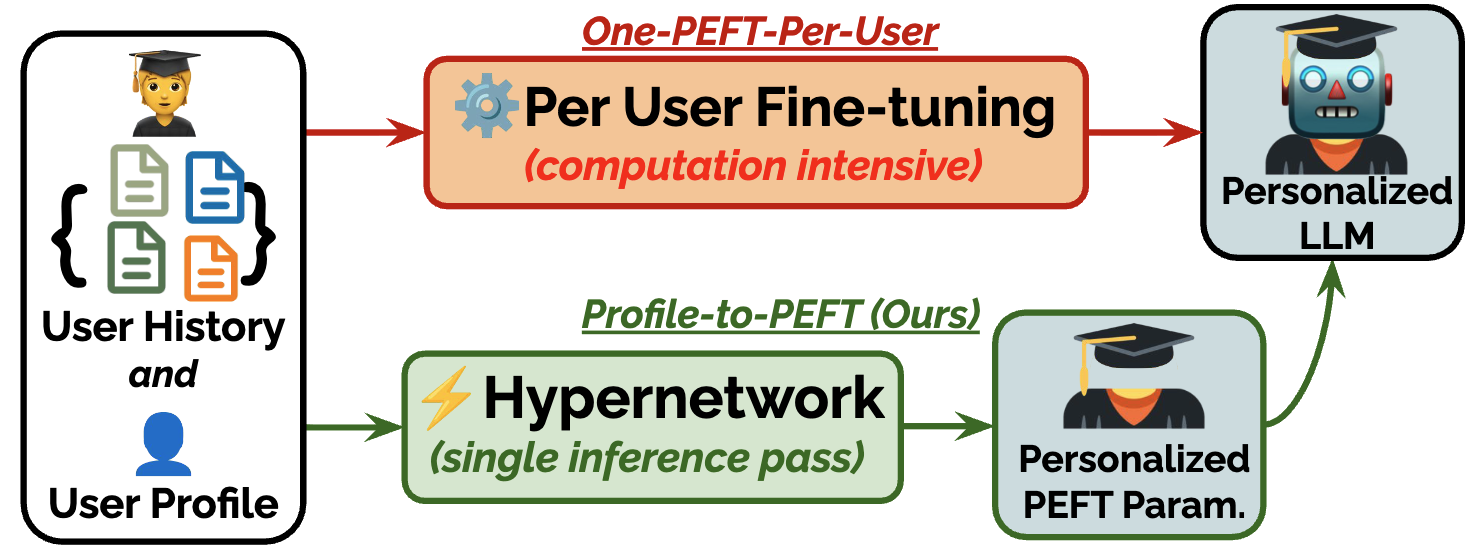 User History
and
User Profile
One-PEFT-Per-User
Per User Fine-tuning
(computation intensive)
Profile-to-PEFT (Ours)
Hypernetwork
(single inference pass)
Personalized
PEFT Param.
Personalized
LLM